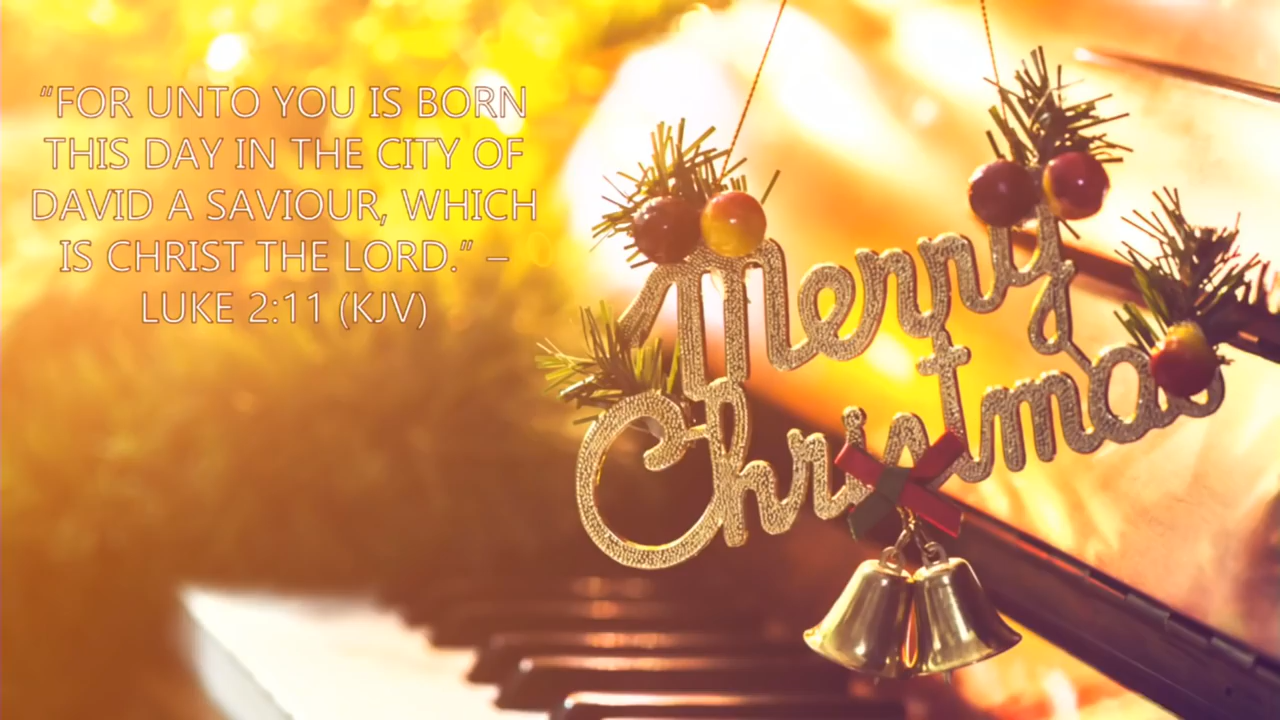 “FOR UNTO YOU IS BORN
THIS DAY IN THE CITY OF
DAVID A SAVIOUR, WHICH
IS CHRIST THE LORD.” –
LUKE 2:11 (KJV)
Merry
Christmas